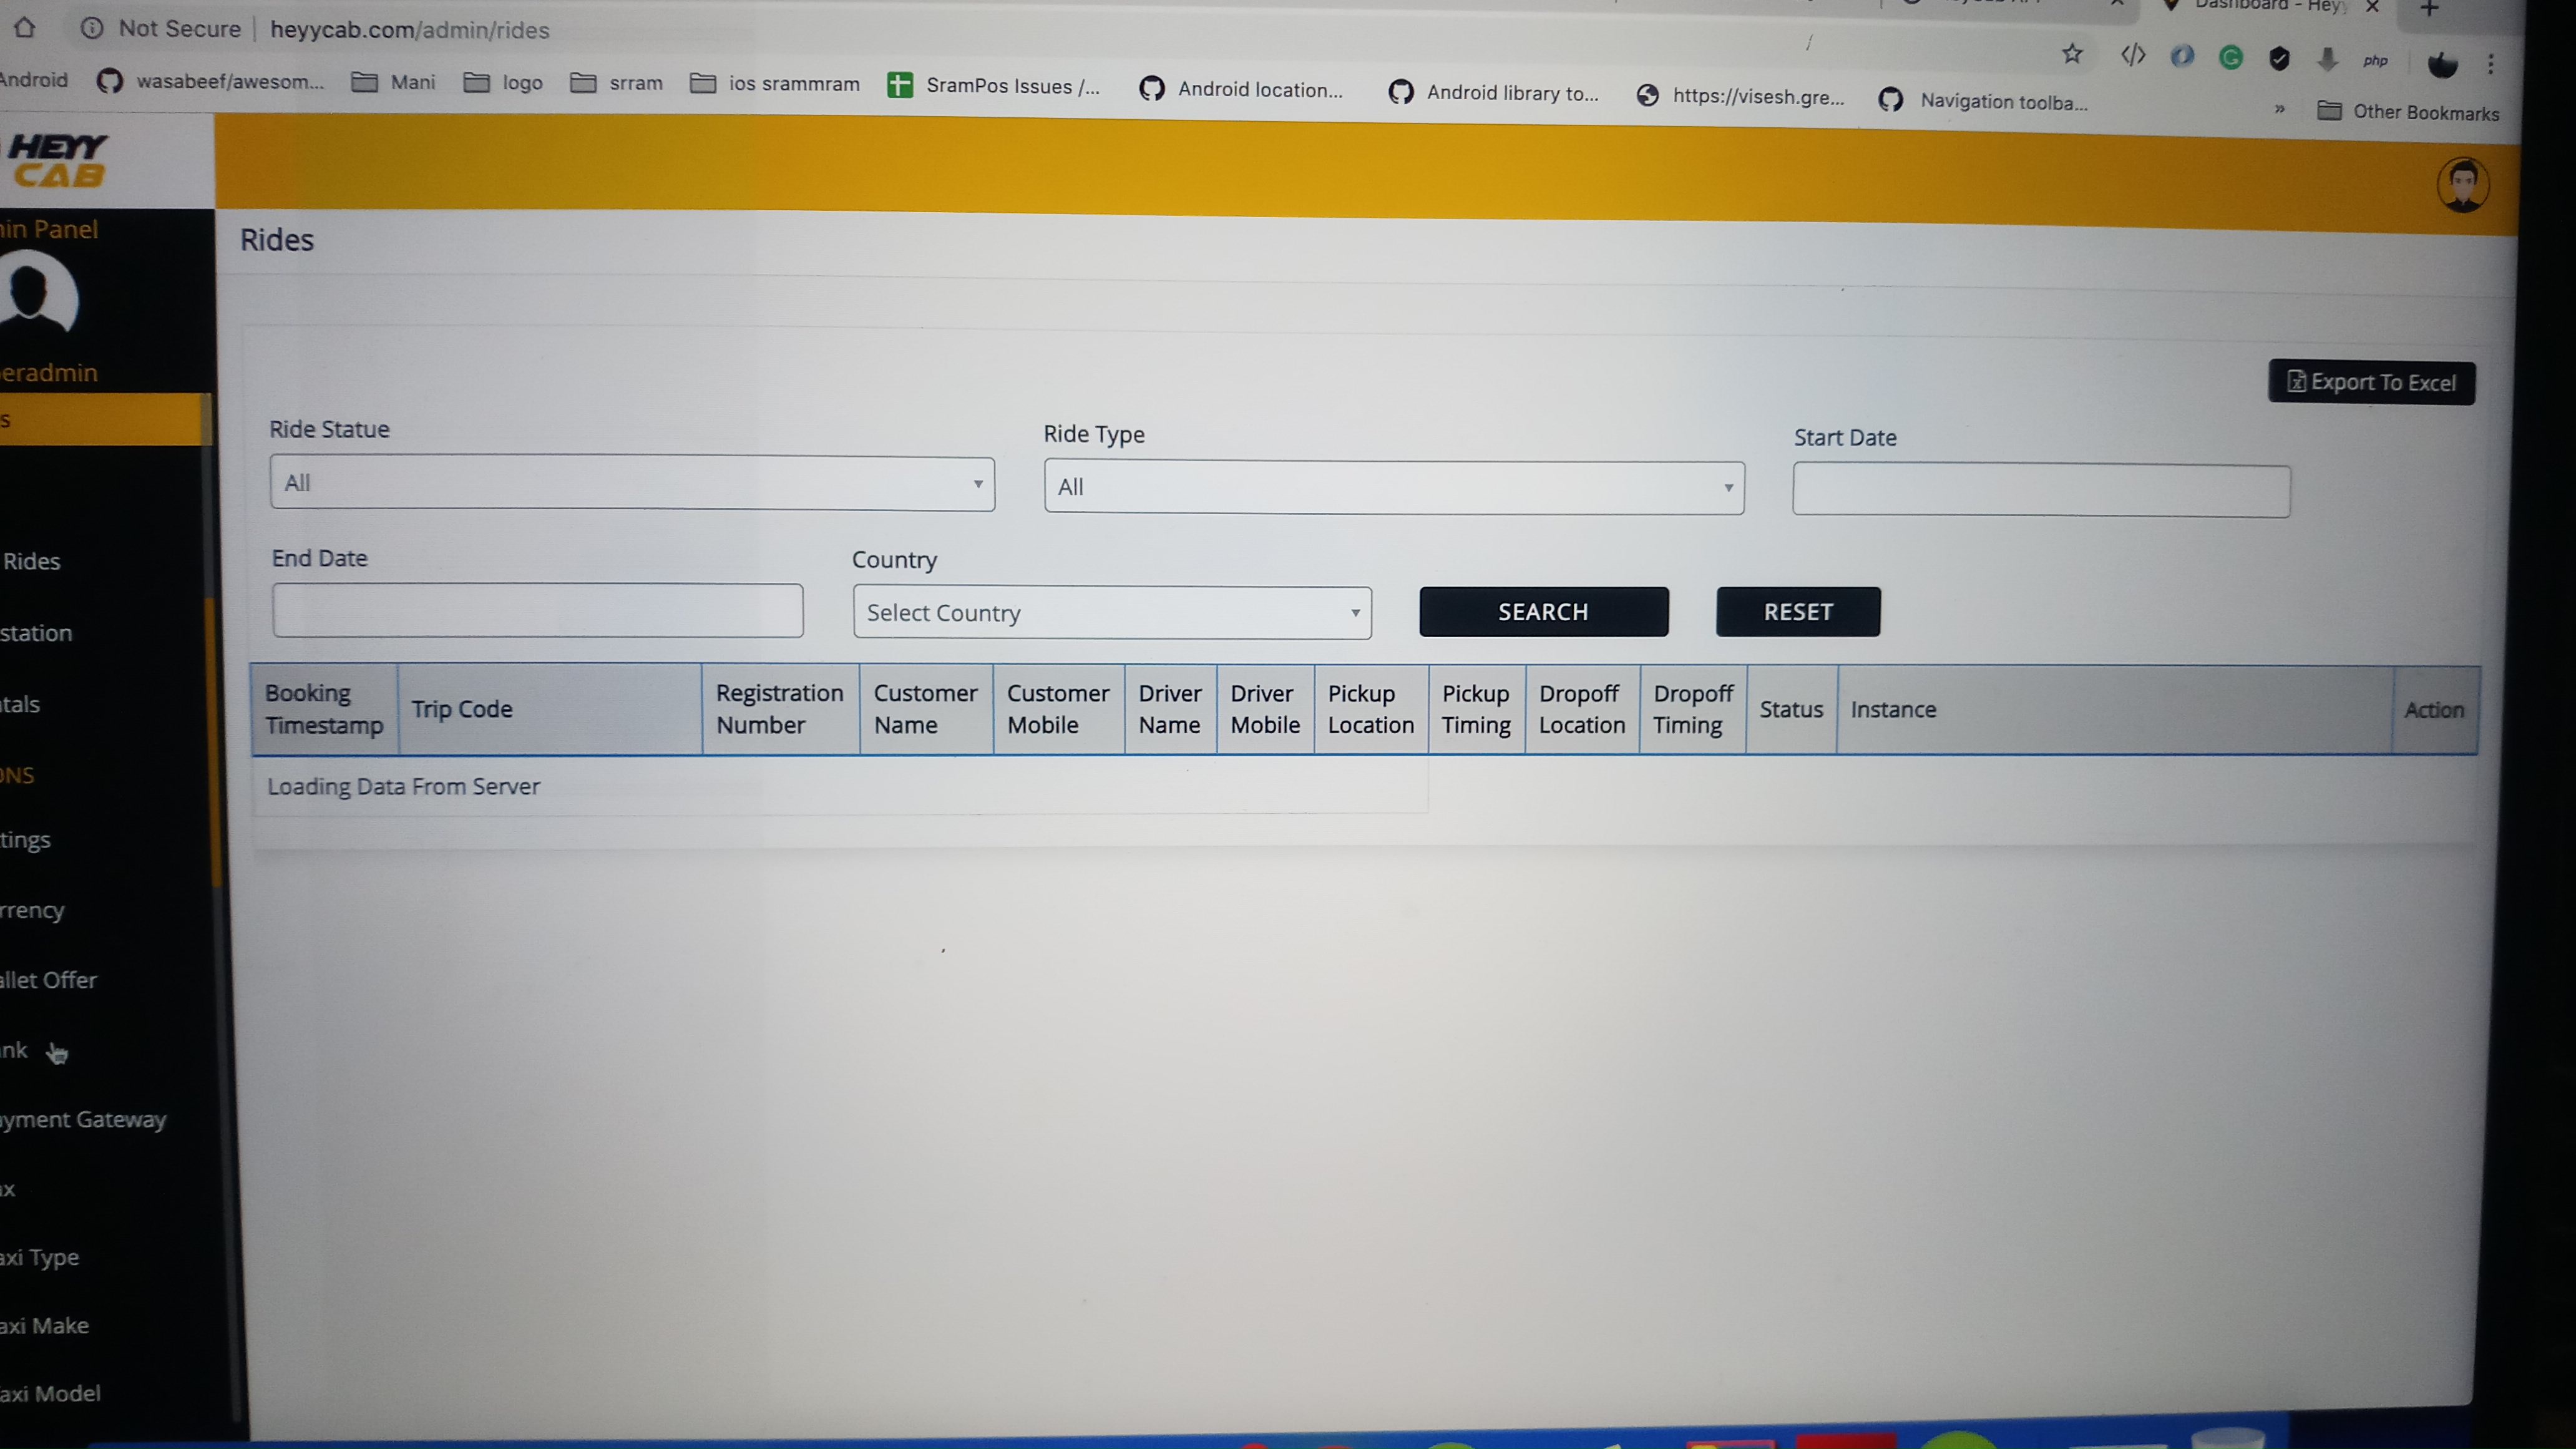 Dashboard - Hey
Not Secure | heyycab.com/admin/rides
php
Android
wasabeef/awesom...
Mani
logo
srram
ios srammram
SramPos Issues /...
Android location...
Android library to...
https://visesh.gre...
Navigation toolba...
»
Other Bookmarks
HEYY
CAB
in Panel
eradmin
s
Rides
station
tals
ONS
tings
rrency
allet Offer
nk
yment Gateway
x
axi Type
axi Make
axi Model
Rides
Export To Excel
Ride Statue
Ride Type
Start Date
All
All
End Date
Country
Select Country
SEARCH
RESET
Booking Timestamp
Trip Code
Registration Number
Customer Name
Customer Mobile
Driver Name
Driver Mobile
Pickup Location
Pickup Timing
Dropoff Location
Dropoff Timing
Status
Instance
Action
Loading Data From Server